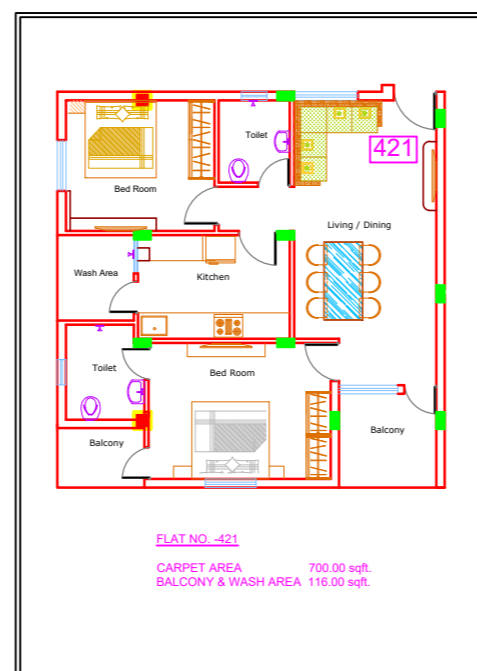 Toilet
421
Bed Room
Living / Dining
Wash Area
Kitchen
Toilet
Bed Room
Balcony
Balcony
FLAT NO. -421
CARPET AREA 700.00 sqft.
BALCONY & WASH AREA 116.00 sqft.